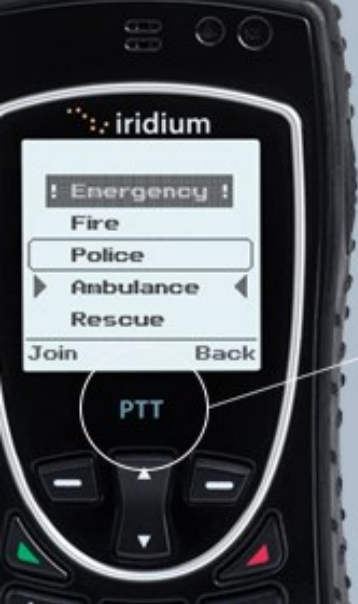 iridium
! Emergency !
Fire
Police
Ambulance
Rescue
Join Back
PTT